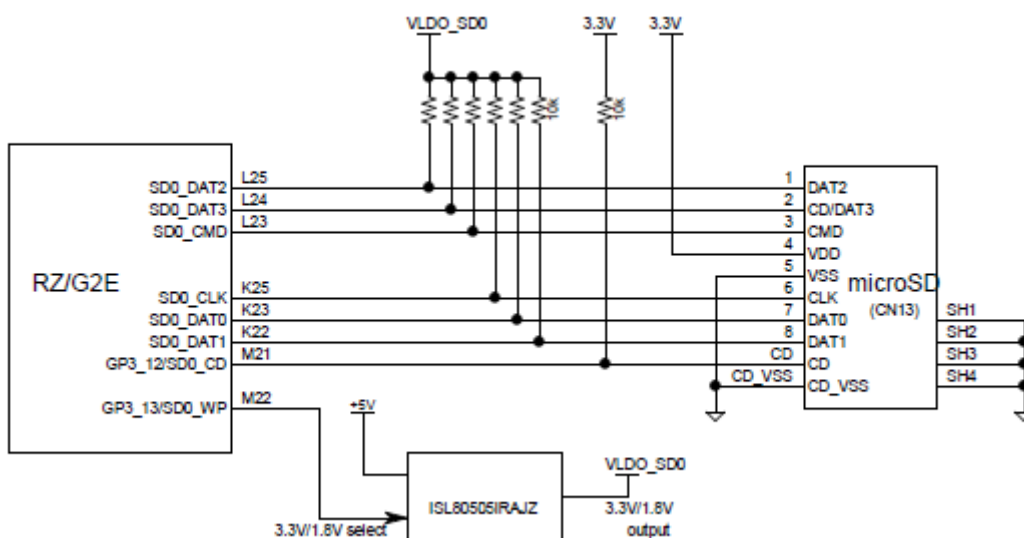 VLDO_SD0
3.3V
3.3V
10k
10k
RZ/G2E
SD0_DAT2
SD0_DAT3
SD0_CMD
SD0_CLK
SD0_DAT0
SD0_DAT1
GP3_12/SD0_CD
GP3_13/SD0_WP
L25
L24
L23
K25
K23
K22
M21
M22
1
2
3
4
5
6
7
8
CD
CD_VSS
DAT2
CD/DAT3
CMD
VDD
VSS
CLK
DAT0
DAT1
CD
CD_VSS
microSD
(CN13)
SH1
SH2
SH3
SH4
+5V
3.3V/1.8V select
ISL80505IRAJZ
VLDO_SD0
3.3V/1.8V
output